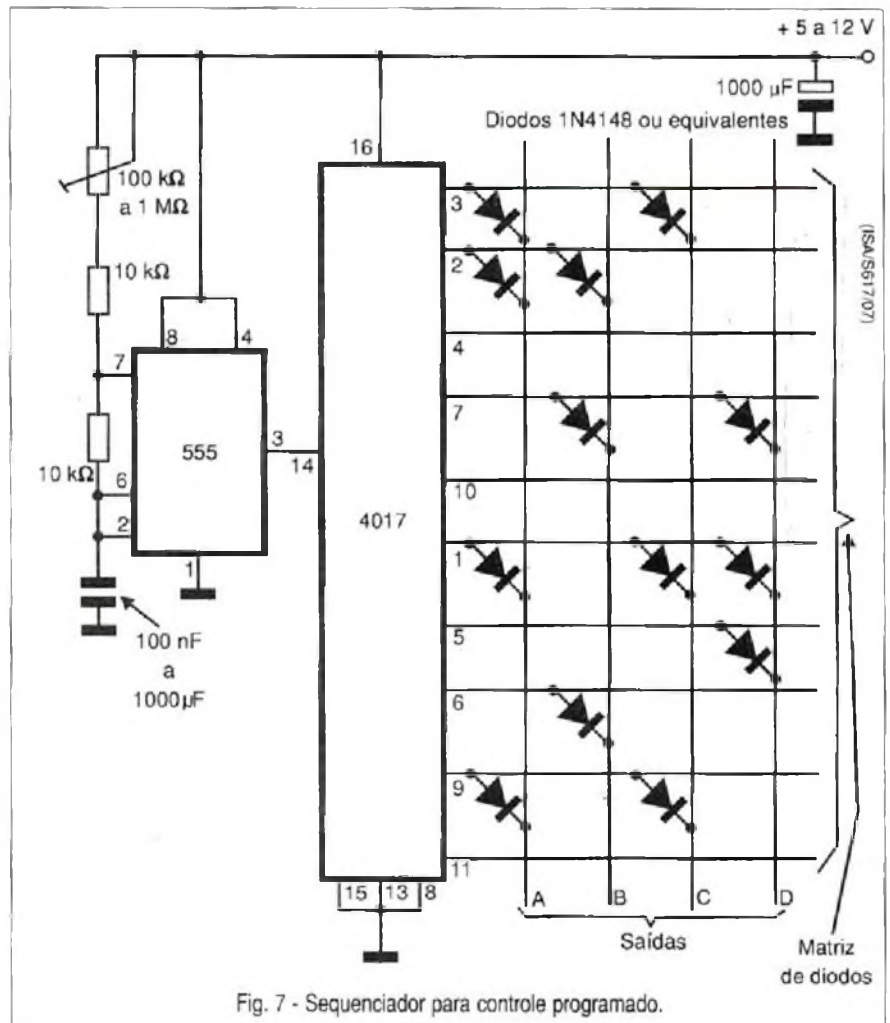 + 5 a 12 V
1000 µF
Diodos 1N4148 ou equivalentes
16
100 kΩ
a 1 MΩ
10 kΩ
8
4
7
555
3
14
10 kΩ
6
2
1
100 nF
a
1000µF
4017
3
2
4
7
10
1
5
6
9
11
15
13
8
A
B
C
D
Saídas
Matriz
de diodos
(ISA/S617/07)
Fig. 7 - Sequenciador para controle programado.